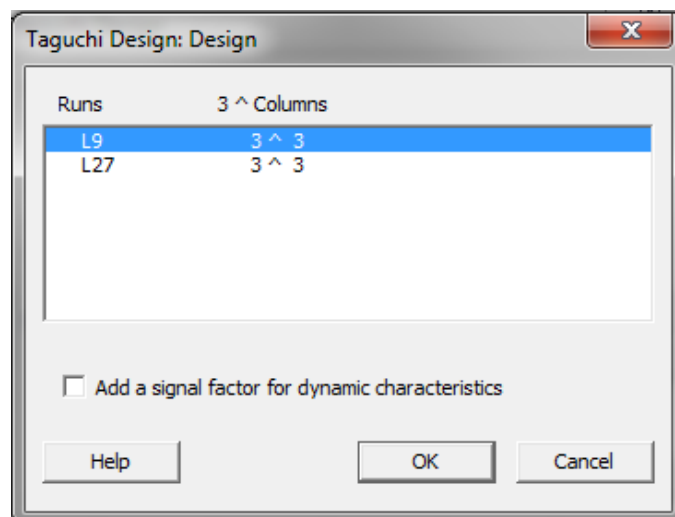 Taguchi Design: Design
Runs 3 ^ Columns
L9 3 ^ 3
L27 3 ^ 3
Add a signal factor for dynamic characteristics
Help OK Cancel